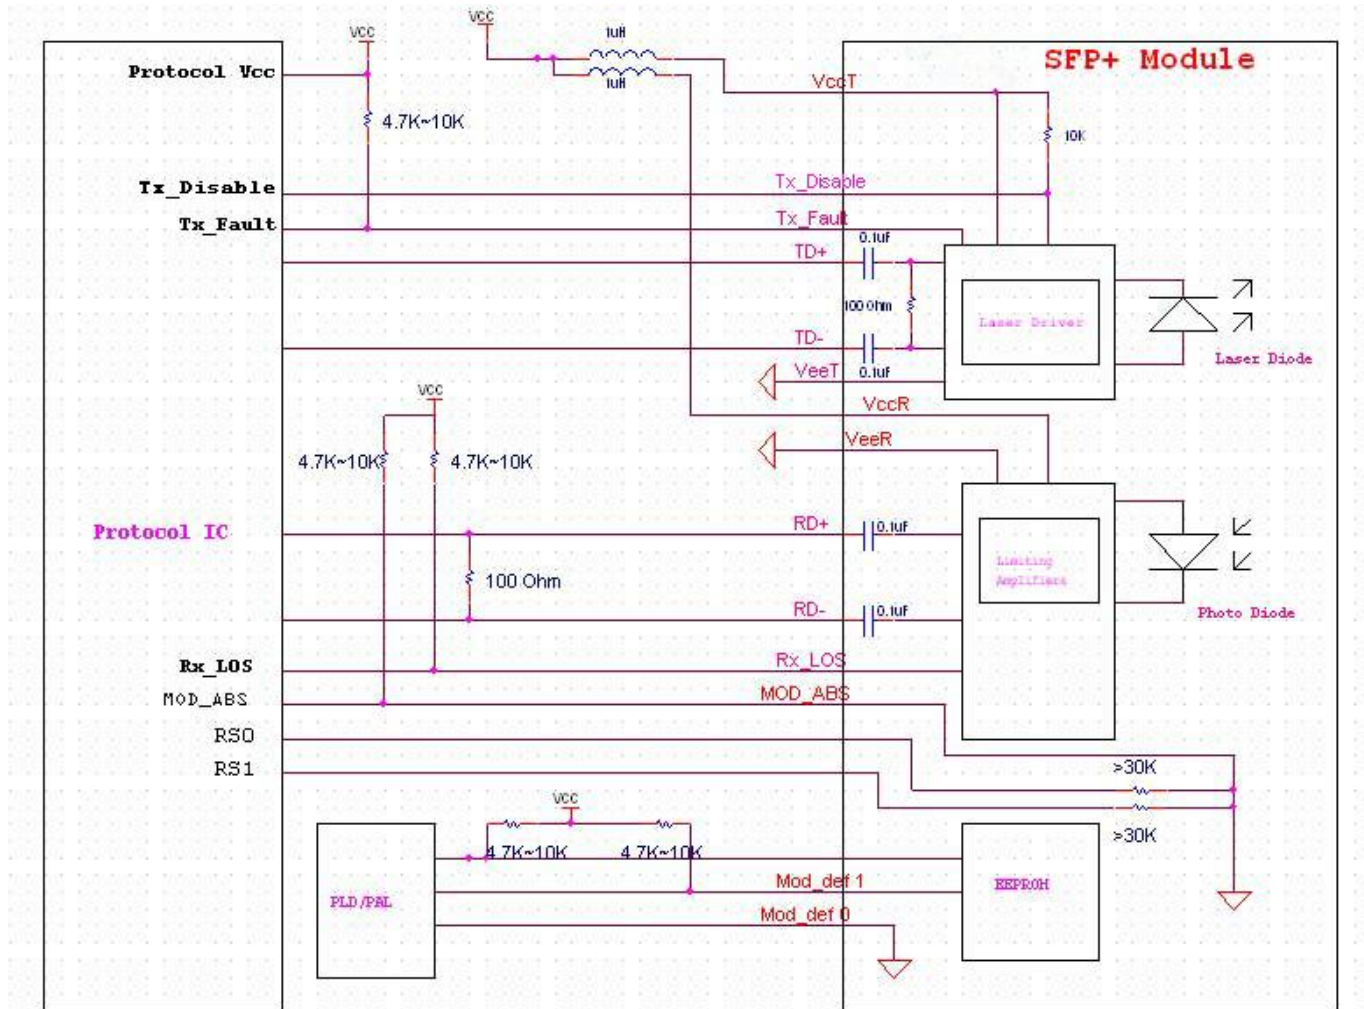 VCC
VCC
1uH
1uH
SFP+ Module
Protocol Vcc
VccT
4.7K~10K
10K
Tx_Disable
Tx_Disable
Tx_Fault
Tx_Fault
0.1uF
TD+
100 Ohm
Laser Driver
TD-
Laser Diode
VeeT
0.1uF
VCC
VccR
VeeR
4.7K~10K
4.7K~10K
Protocol IC
RD+
0.1uF
Limiting
Amplifiers
100 Ohm
RD-
0.1uF
Photo Diode
Rx_LOS
Rx_LOS
MOD_ABS
MOD_ABS
RS0
RS1
>30K
VCC
>30K
4.7K~10K
4.7K~10K
Mod_def 1
EEPROM
PLD/PAL
Mod_def 0